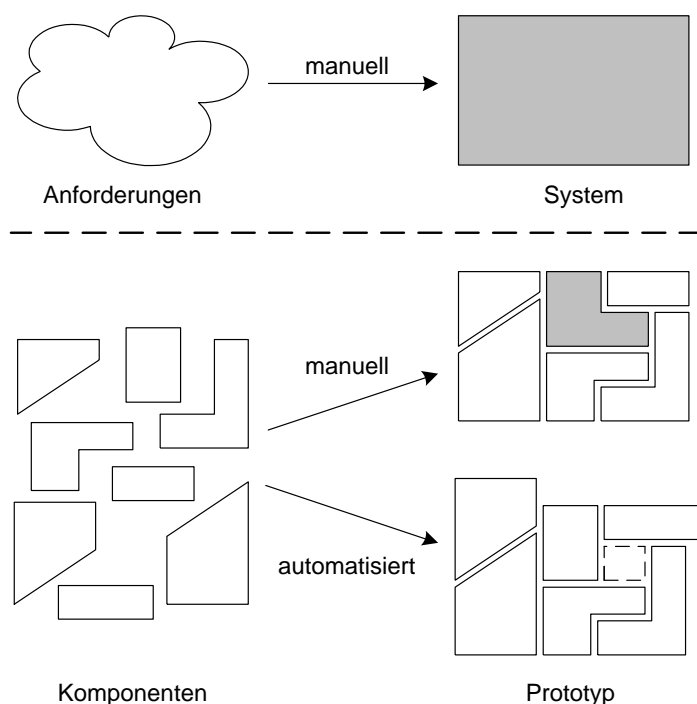 manuell
Anforderungen
System
manuell
automatisiert
Komponenten
Prototyp